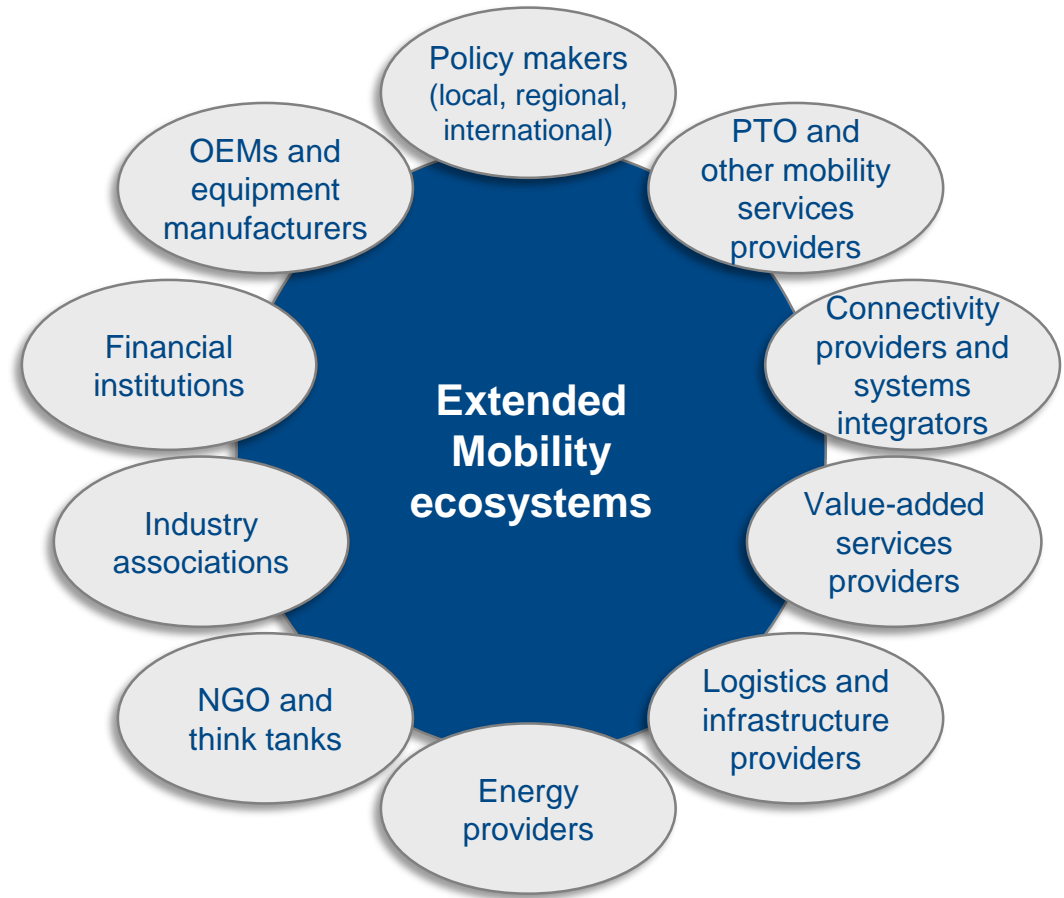 Policy makers
(local, regional,
international)
PTO and
other mobility
services
providers
Connectivity
providers and
systems
integrators
Value-added
services
providers
Logistics and
infrastructure
providers
Energy
providers
NGO and
think tanks
Industry
associations
Financial
institutions
OEMs and
equipment
manufacturers
Extended
Mobility
ecosystems